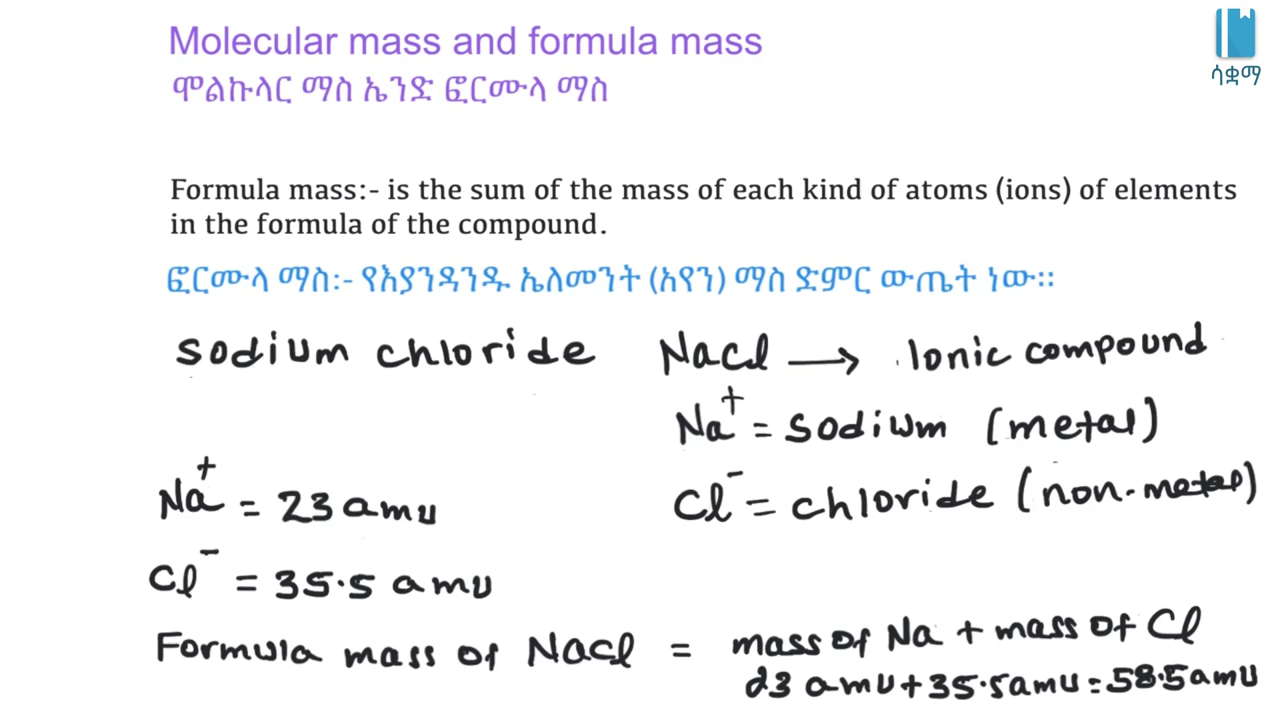 Molecular mass and formula mass
ሞልኩላር ማስ ኤንድ ፎርሙላ ማስ
ሳቋማ
Formula mass:- is the sum of the mass of each kind of atoms (ions) of elements
in the formula of the compound.
ፎርሙላ ማስ:- የእያንዳንዱ ኤለመንት (አየን) ማስ ድምር ውጤት ነው።
sodium chloride NaCl → Ionic compound
Na⁺ = sodium (metal)
Na⁺ = 23 amu
Cl⁻ = chloride (non-metal)
Cl⁻ = 35.5 amu
Formula mass of NaCl = mass of Na + mass of Cl
23 amu + 35.5 amu = 58.5 amu